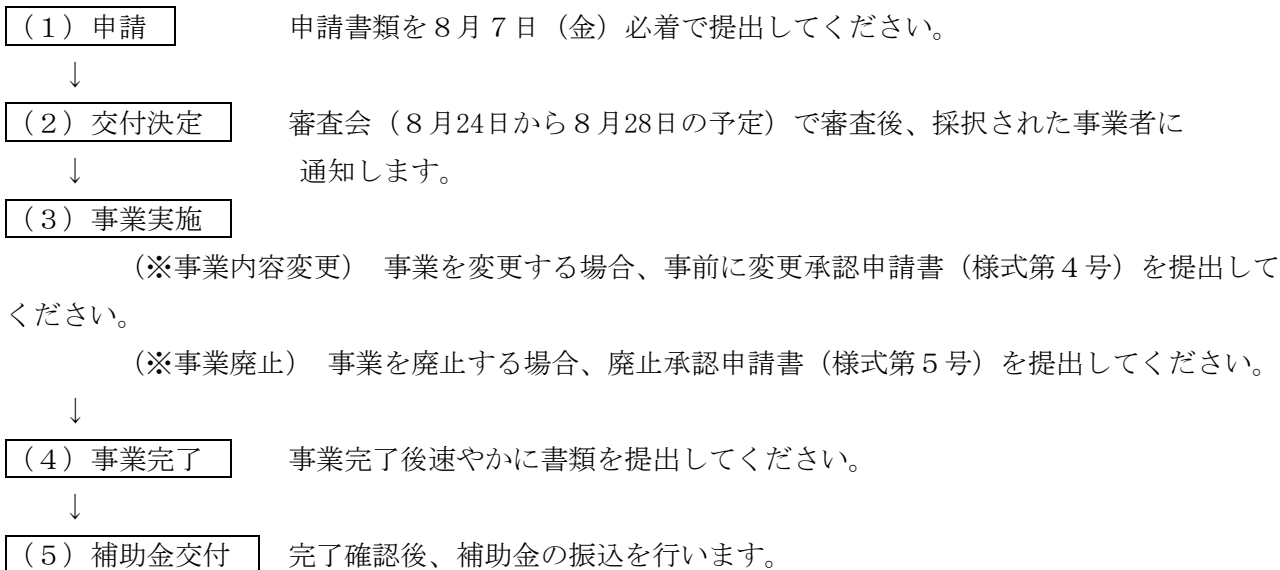 （１）申請　申請書類を８月７日（金）必着で提出してください。
↓
（２）交付決定　審査会（８月24日から８月28日の予定）で審査後、採択された事業者に
↓　通知します。
（３）事業実施
（※事業内容変更）　事業を変更する場合、事前に変更承認申請書（様式第４号）を提出して
ください。
（※事業廃止）　事業を廃止する場合、廃止承認申請書（様式第５号）を提出してください。
↓
（４）事業完了　事業完了後速やかに書類を提出してください。
↓
（５）補助金交付　完了確認後、補助金の振込を行います。